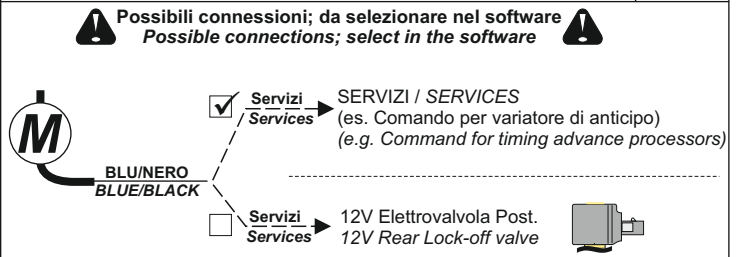 Possibili connessioni; da selezionare nel software
Possible connections; select in the software
Servizi
Services
SERVIZI / SERVICES
(es. Comando per variatore di anticipo)
(e.g. Command for timing advance processors)
M
BLU/NERO
BLUE/BLACK
Servizi
Services
12V Elettrovalvola Post.
12V Rear Lock-off valve